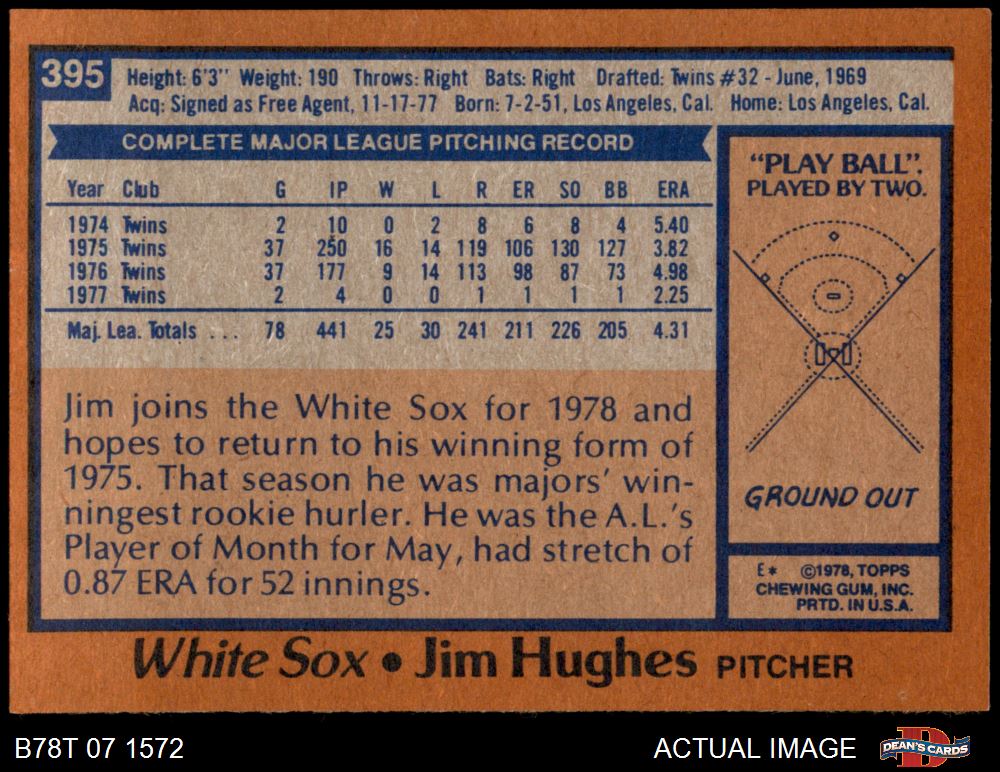 395
Height: 6'3" Weight: 190 Throws: Right Bats: Right Drafted: Twins #32 - June, 1969
Acq: Signed as Free Agent, 11-17-77 Born: 7-2-51, Los Angeles, Cal. Home: Los Angeles, Cal.
COMPLETE MAJOR LEAGUE PITCHING RECORD
Year Club G IP W L R ER SO BB ERA
1974 Twins 2 10 0 2 8 6 8 4 5.40
1975 Twins 37 250 16 14 119 106 130 127 3.82
1976 Twins 37 177 9 14 113 98 87 73 4.98
1977 Twins 2 4 0 0 1 1 1 1 2.25
Maj. Lea. Totals ... 78 441 25 30 241 211 226 205 4.31
Jim joins the White Sox for 1978 and
hopes to return to his winning form of
1975. That season he was majors' win-
ningest rookie hurler. He was the A.L.'s
Player of Month for May, had stretch of
0.87 ERA for 52 innings.
"PLAY BALL".
PLAYED BY TWO.
GROUND OUT
E* ©1978, TOPPS
CHEWING GUM, INC.
PRTD. IN U.S.A.
White Sox • Jim Hughes PITCHER
B78T 07 1572
ACTUAL IMAGE
D
DEAN'S CARDS